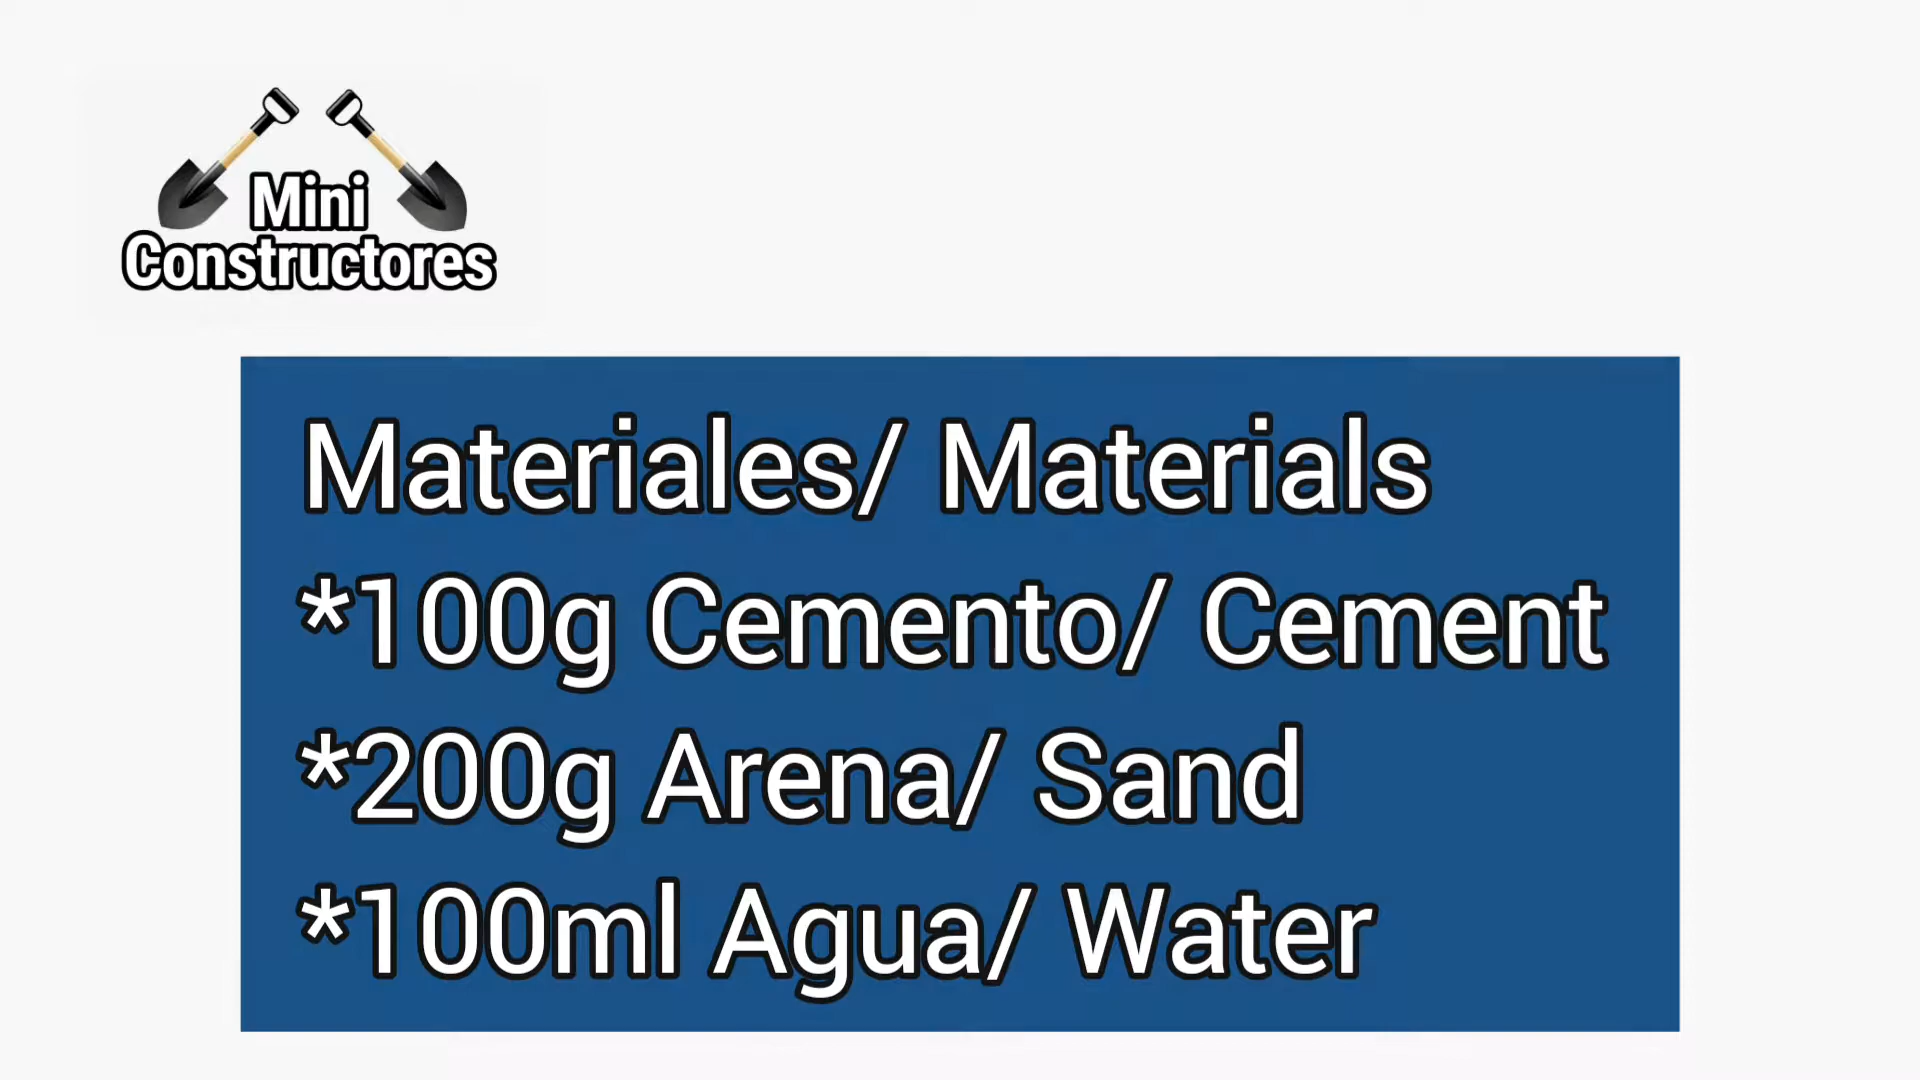 Mini
Constructores
Materiales/ Materials
*100g Cemento/ Cement
*200g Arena/ Sand
*100ml Agua/ Water